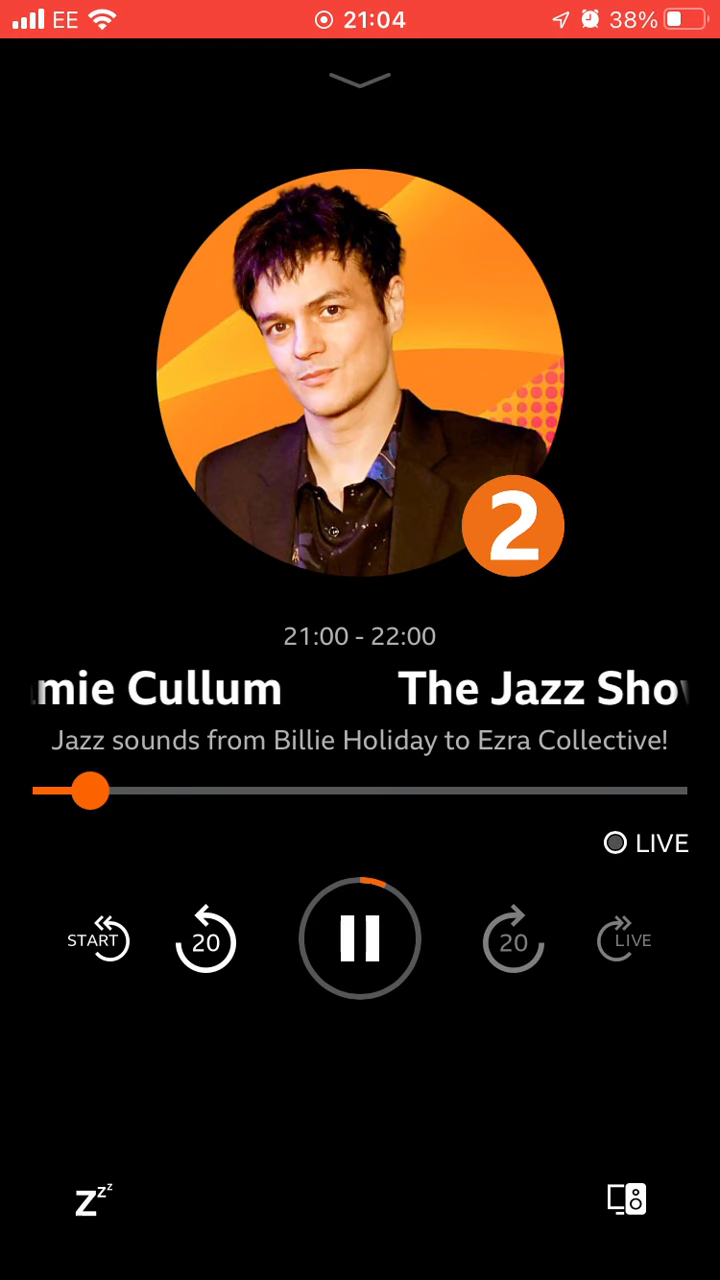 EE 21:04 38%
2
21:00 - 22:00
mie Cullum The Jazz Sho
Jazz sounds from Billie Holiday to Ezra Collective!
LIVE
START 20 20 LIVE
zzz